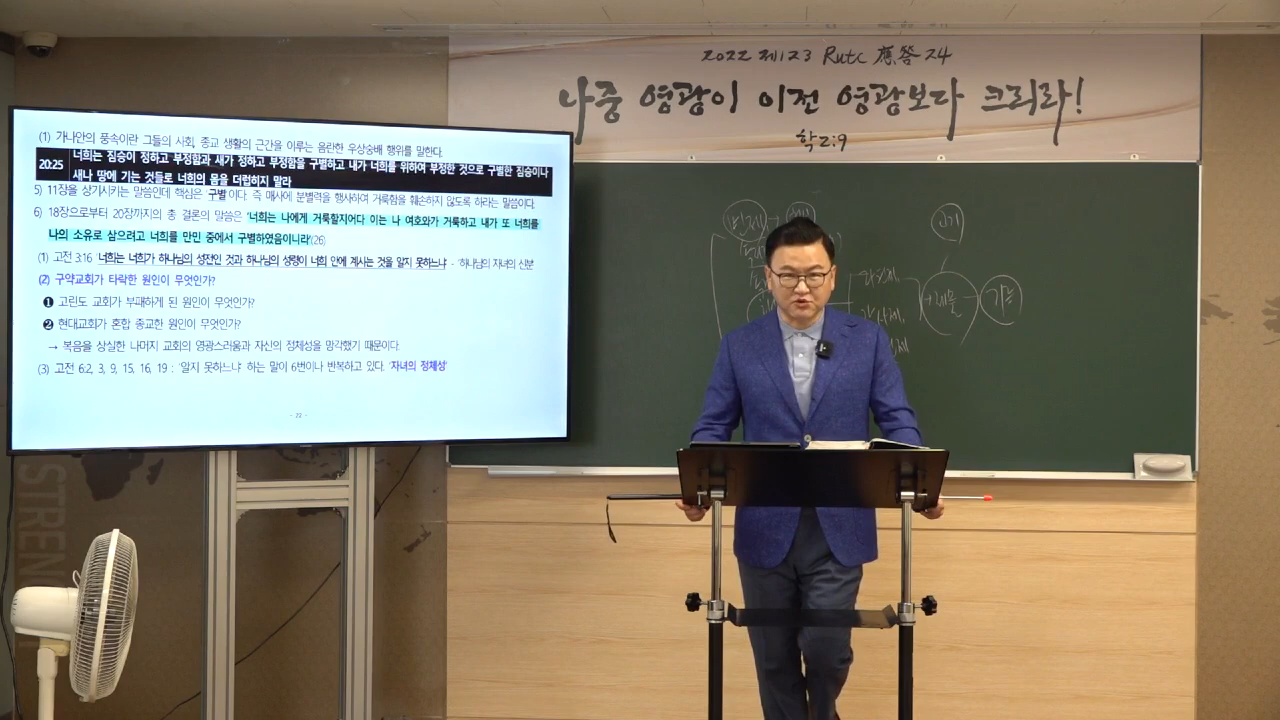 2022 제123 Rutc 應答 24
나중 영광이 이전 영광보다 크리라!
학2:9
(1) 가나안의 풍속이란 그들의 사회, 종교 생활의 근간을 이루는 음란한 우상숭배 행위를 말한다.
20:25 너희는 짐승이 정하고 부정함과 새가 정하고 부정함을 구별하고 내가 너희를 위하여 부정한 것으로 구별한 짐승이나
새나 땅에 기는 것들로 너희의 몸을 더럽히지 말라
5) 11장을 상기시키는 말씀인데 핵심은 '구별'이다. 즉 매사에 분별력을 행사하여 거룩함을 훼손하지 않도록 하라는 말씀이다.
6) 18장으로부터 20장까지의 총 결론의 말씀은 '너희는 나에게 거룩할지어다 이는 나 여호와가 거룩하고 내가 또 너희를
나의 소유로 삼으려고 너희를 만민 중에서 구별하였음이니라'(26)
(1) 고전 3:16 '너희는 너희가 하나님의 성전인 것과 하나님의 성령이 너희 안에 계시는 것을 알지 못하느냐 - '하나님의 자녀의 신분'
(2) 구약교회가 타락한 원인이 무엇인가?
❶ 고린도 교회가 부패하게 된 원인이 무엇인가?
❷ 현대교회가 혼합 종교한 원인이 무엇인가?
→ 복음을 상실한 나머지 교회의 영광스러움과 자신의 정체성을 망각했기 때문이다.
(3) 고전 6:2, 3, 9, 15, 16, 19 : '알지 못하느냐' 하는 말이 6번이나 반복하고 있다. '자녀의 정체성'
- 22 -
번제
제물
기능
STRENGTH